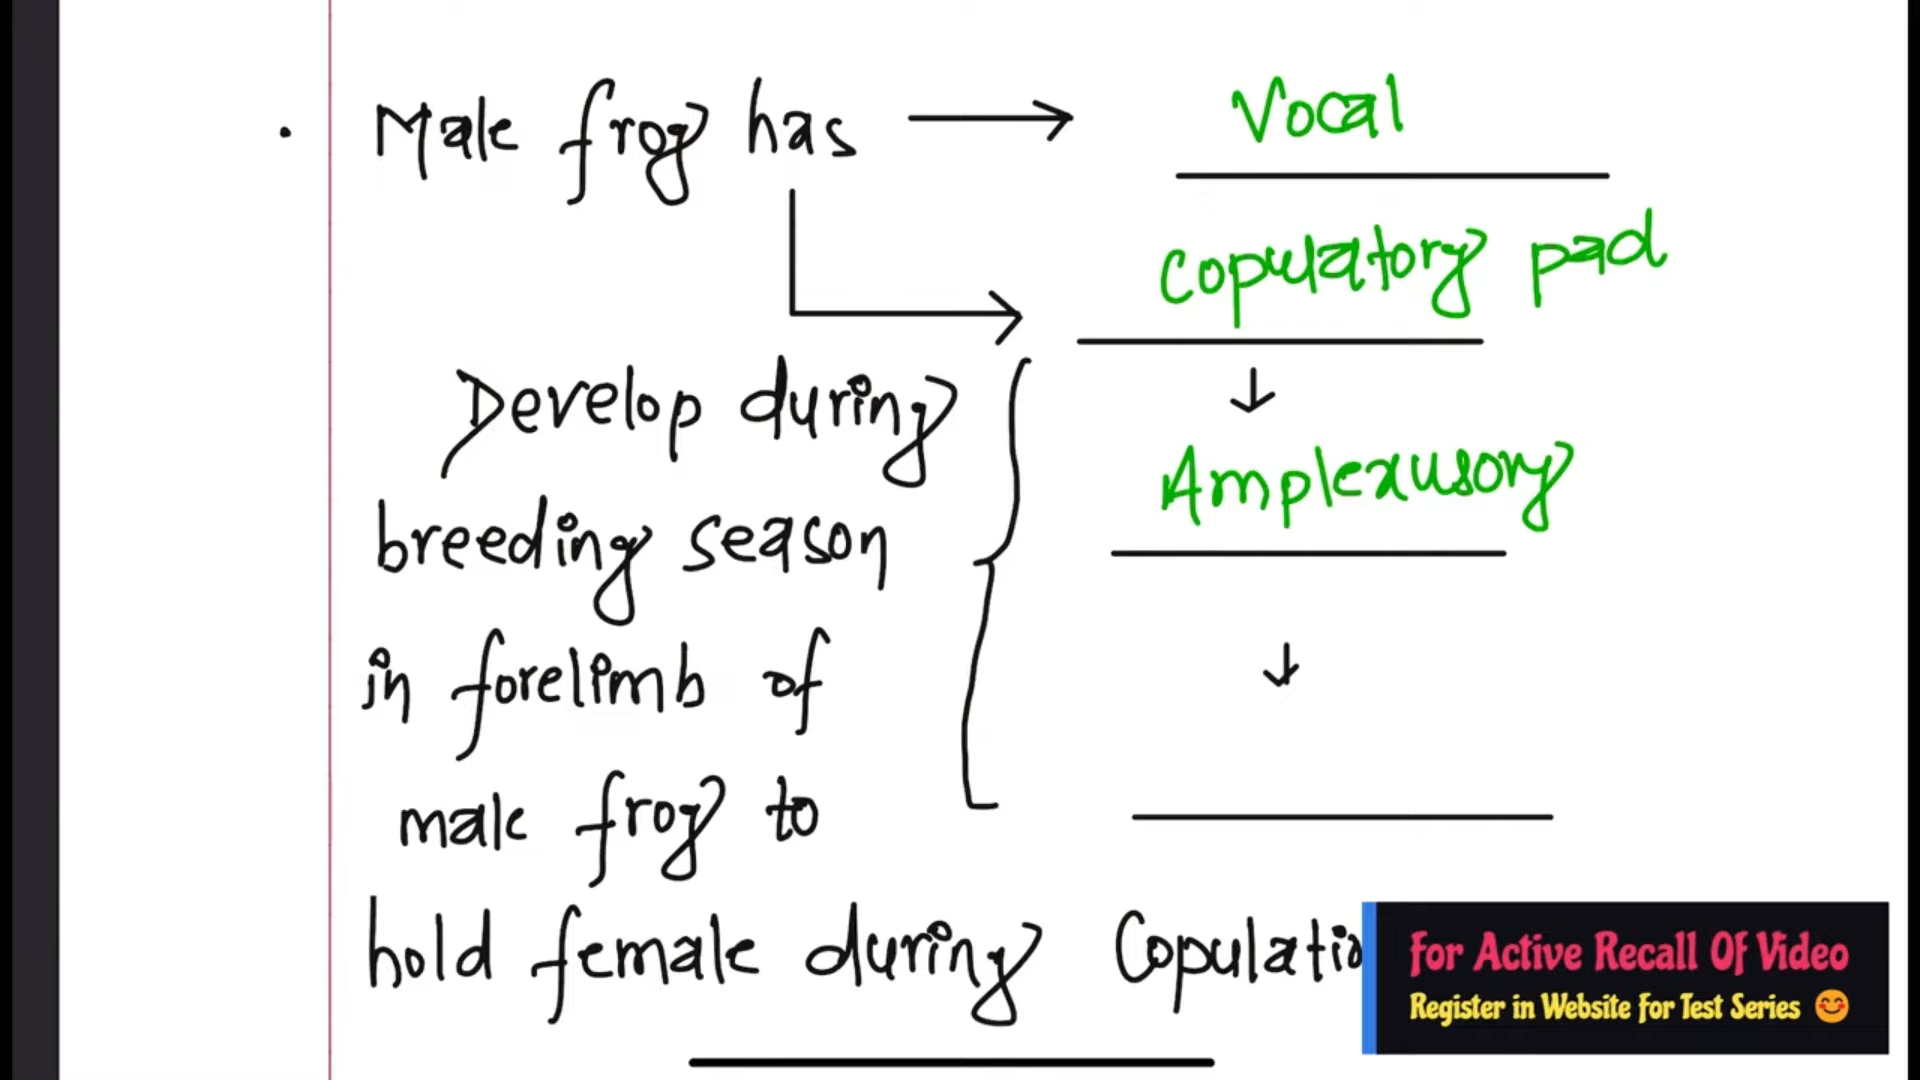 • Male frog has → Vocal
Copulatory pad
↓
Develop during
Amplexusory
breeding season
↓
in forelimb of
male frog to
hold female during Copulatio
For Active Recall Of Video
Register in Website For Test Series 😊